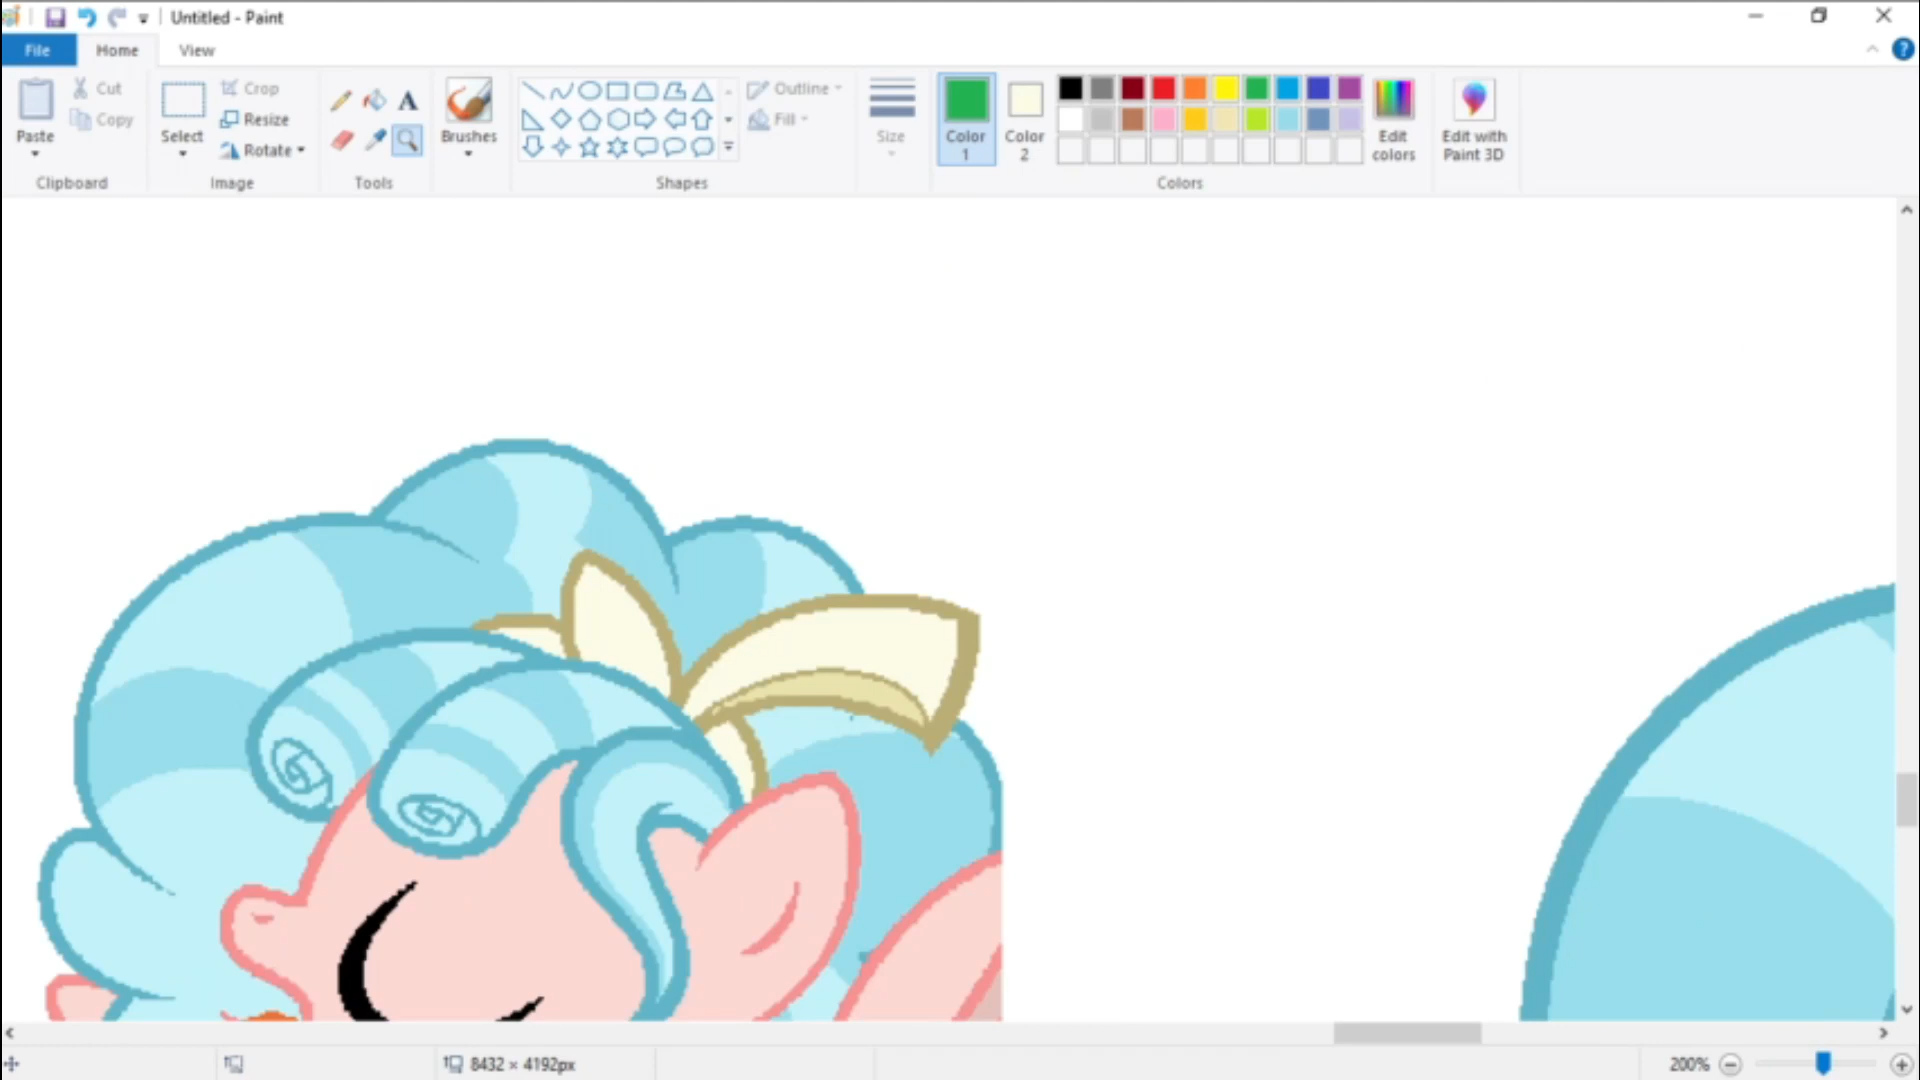 Untitled - Paint
File Home View
Paste
Cut
Copy
Clipboard
Select
Crop
Resize
Rotate
Image
A
Tools
Brushes
Outline
Fill
Shapes
Size
Color
1
Color
2
Edit
colors
Colors
Edit with
Paint 3D
?
8432 × 4192px
200%